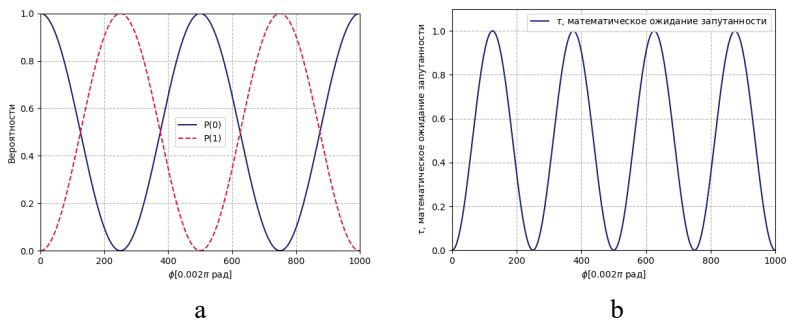 1.0
0.8
0.6
0.4
0.2
0.0
Вероятности
P(0)
P(1)
0 200 400 600 800 1000
ϕ[0.002π рад]
a
1.0
0.8
0.6
0.4
0.2
0.0
τ, математическое ожидание запутанности
τ, математическое ожидание запутанности
0 200 400 600 800 1000
ϕ[0.002π рад]
b